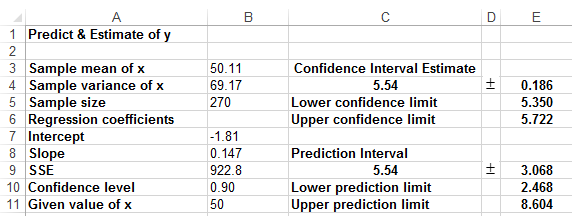 A B C D E
1 Predict & Estimate of y
2
3 Sample mean of x 50.11 Confidence Interval Estimate
4 Sample variance of x 69.17 5.54 ± 0.186
5 Sample size 270 Lower confidence limit 5.350
6 Regression coefficients Upper confidence limit 5.722
7 Intercept -1.81
8 Slope 0.147 Prediction Interval
9 SSE 922.8 5.54 ± 3.068
10 Confidence level 0.90 Lower prediction limit 2.468
11 Given value of x 50 Upper prediction limit 8.604